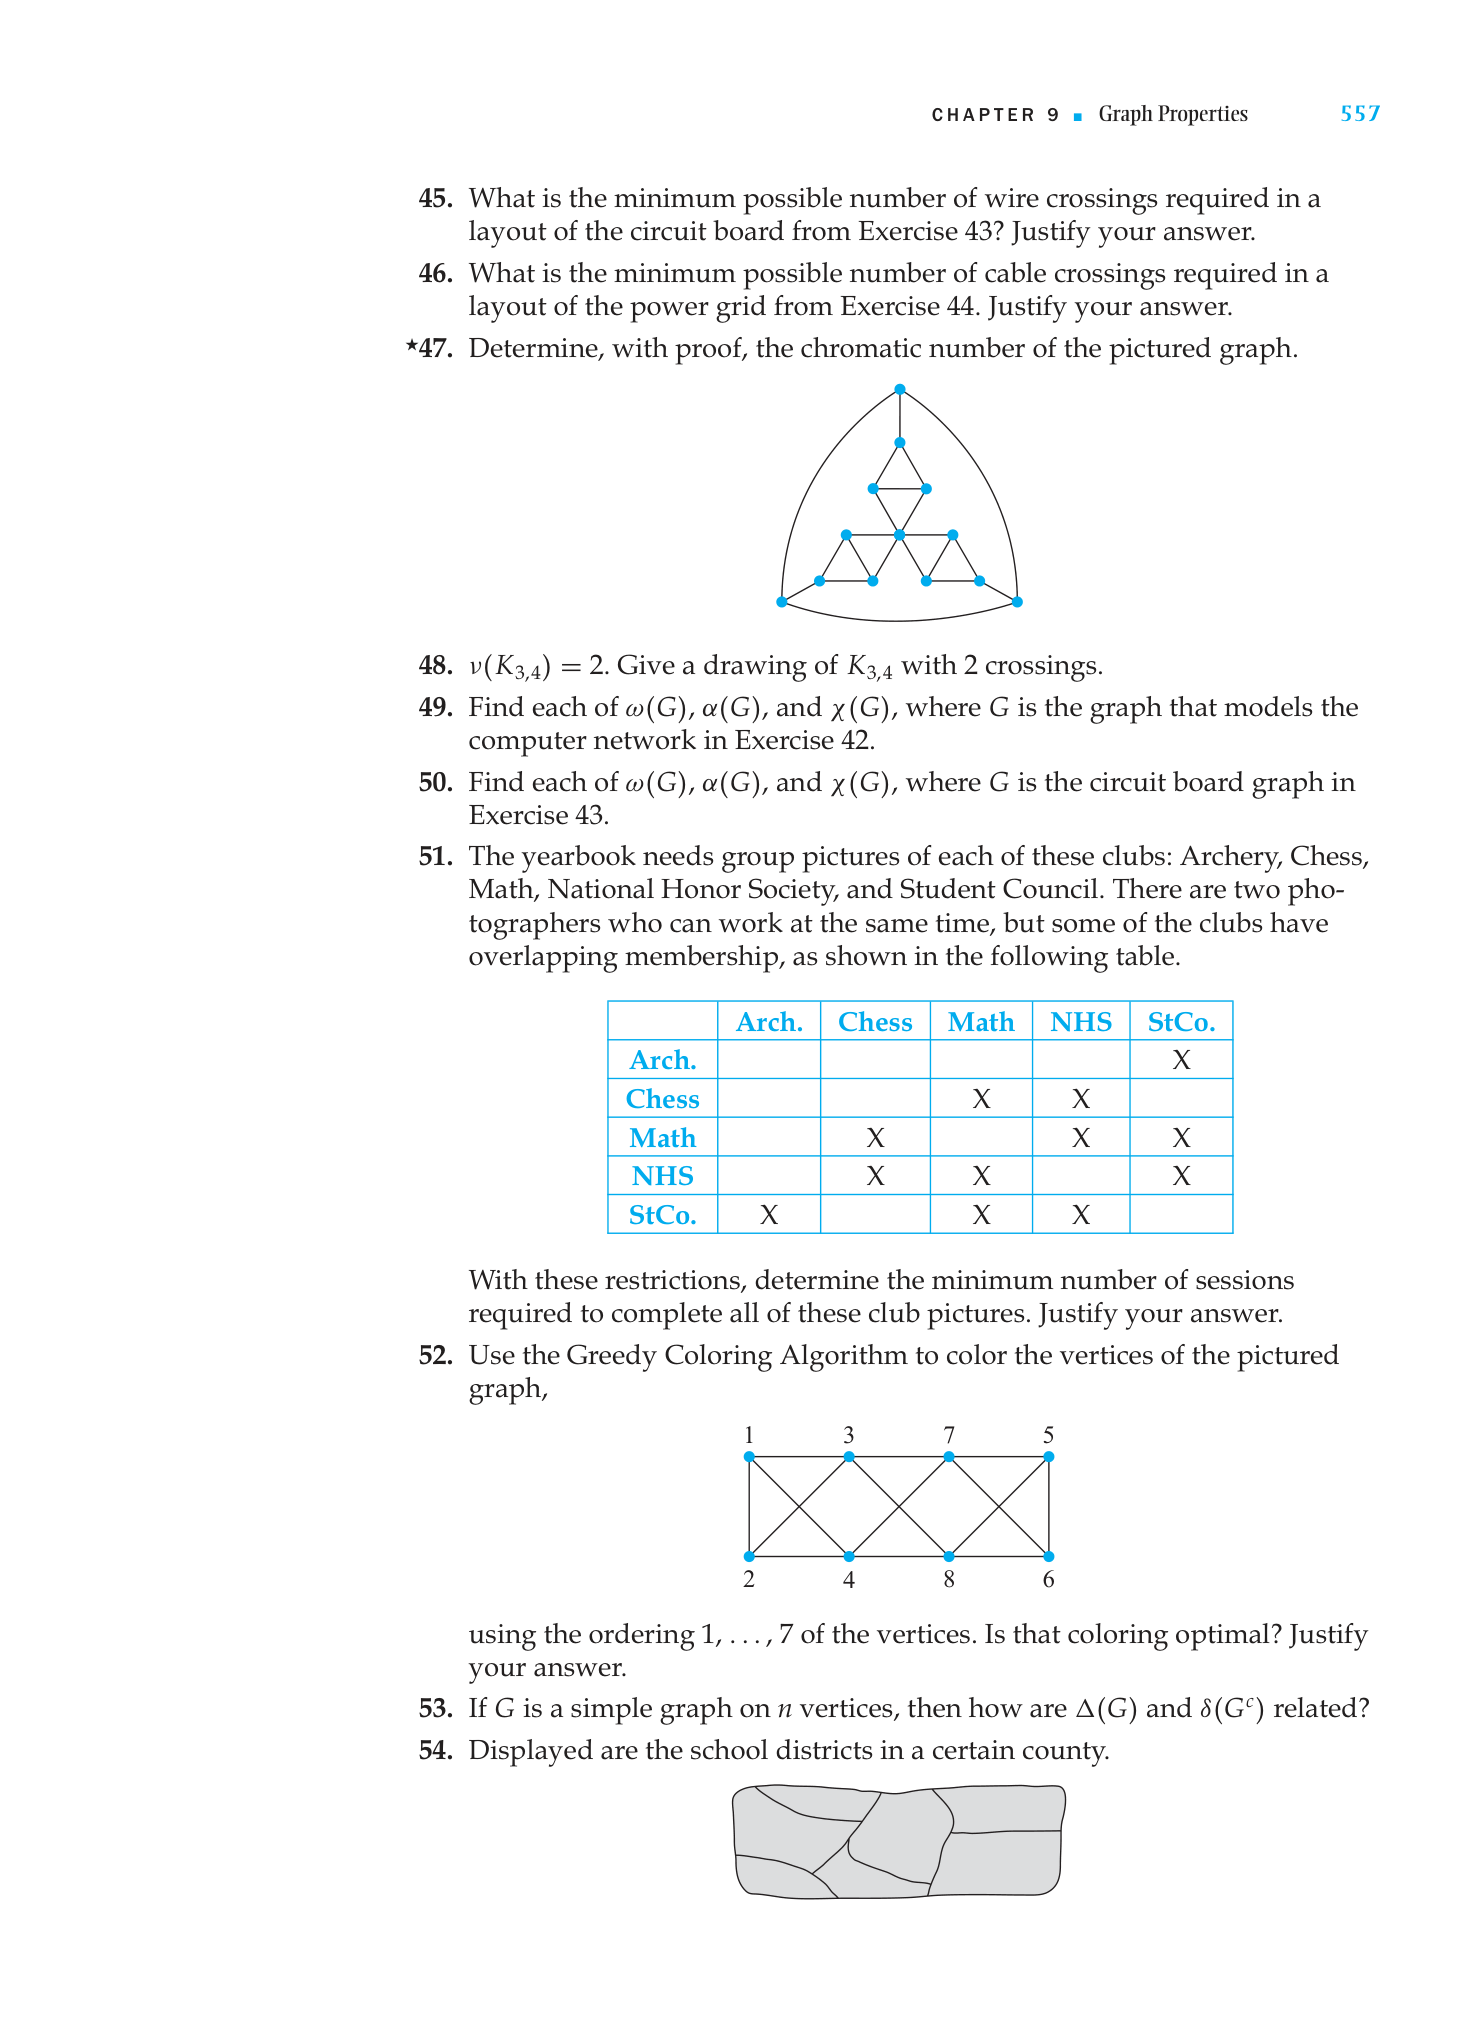 CHAPTER 9 ■ Graph Properties 557
45. What is the minimum possible number of wire crossings required in a
layout of the circuit board from Exercise 43? Justify your answer.
46. What is the minimum possible number of cable crossings required in a
layout of the power grid from Exercise 44. Justify your answer.
★47. Determine, with proof, the chromatic number of the pictured graph.
48. ν(K₃,₄) = 2. Give a drawing of K₃,₄ with 2 crossings.
49. Find each of ω(G), α(G), and χ(G), where G is the graph that models the
computer network in Exercise 42.
50. Find each of ω(G), α(G), and χ(G), where G is the circuit board graph in
Exercise 43.
51. The yearbook needs group pictures of each of these clubs: Archery, Chess,
Math, National Honor Society, and Student Council. There are two pho-
tographers who can work at the same time, but some of the clubs have
overlapping membership, as shown in the following table.
Arch. Chess Math NHS StCo.
Arch. X
Chess X X
Math X X X
NHS X X X
StCo. X X X
With these restrictions, determine the minimum number of sessions
required to complete all of these club pictures. Justify your answer.
52. Use the Greedy Coloring Algorithm to color the vertices of the pictured
graph,
1 3 7 5
2 4 8 6
using the ordering 1, . . . , 7 of the vertices. Is that coloring optimal? Justify
your answer.
53. If G is a simple graph on n vertices, then how are Δ(G) and δ(Gᶜ) related?
54. Displayed are the school districts in a certain county.